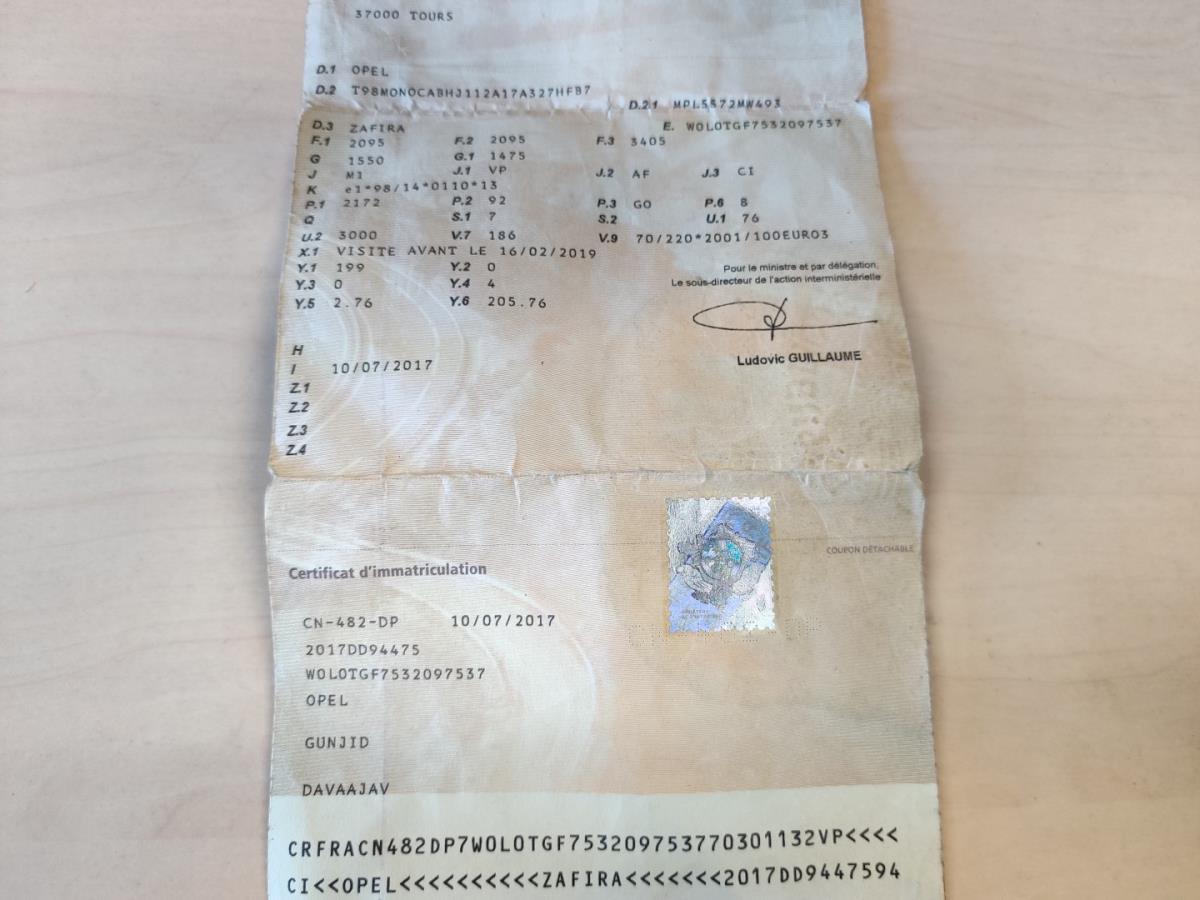 37000 TOURS
D.1 OPEL
D.2 T98MONOCABHJ112A17A327HFB7 D.2.1 MPL5572MW493
D.3 ZAFIRA E. WOLOTGF7532097537
F.1 2095 F.2 2095 F.3 3405
G 1550 G.1 1475
J M1 J.1 VP J.2 AF J.3 CI
K e1*98/14*0110*13
P.1 2172 P.2 92 P.3 GO P.6 8
Q S.1 7 S.2 U.1 76
U.2 3000 V.7 186 V.9 70/220*2001/100EURO3
X.1 VISITE AVANT LE 16/02/2019
Y.1 199 Y.2 0
Y.3 0 Y.4 4
Y.5 2.76 Y.6 205.76
Pour le ministre et par délégation,
Le sous-directeur de l'action interministérielle
Ludovic GUILLAUME
H
I 10/07/2017
Z.1
Z.2
Z.3
Z.4
COUPON DÉTACHABLE
Certificat d'immatriculation
CN-482-DP 10/07/2017
2017DD94475
WOLOTGF7532097537
OPEL
GUNJID
DAVAAJAV
CRFRACN482DP7WOLOTGF753209753770301132VP<<<<
CI<<OPEL<<<<<<<<<<<ZAFIRA<<<<<<<2017DD9447594